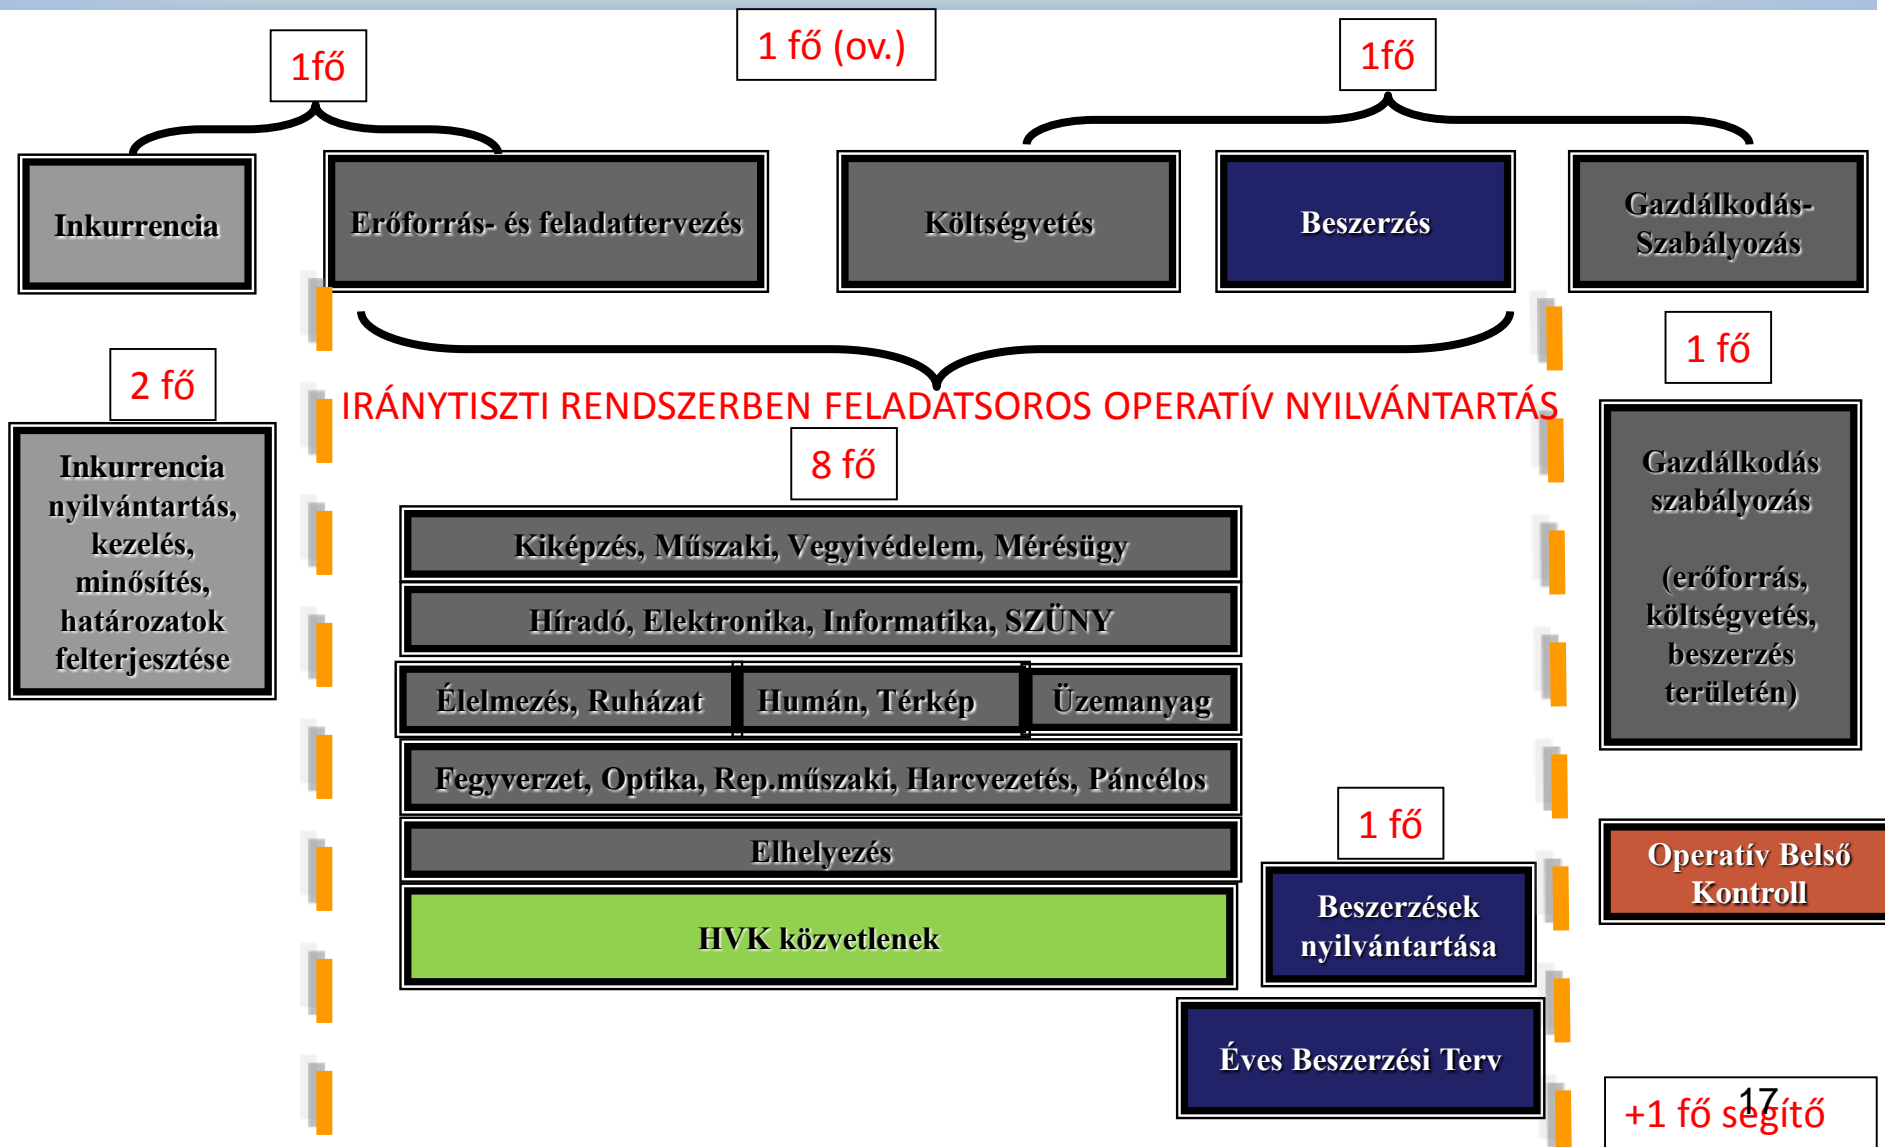 1fő
1 fő (ov.)
1fő
Inkurrencia
Erőforrás- és feladattervezés
Költségvetés
Beszerzés
Gazdálkodás-
Szabályozás
2 fő
1 fő
IRÁNYTISZTI RENDSZERBEN FELADATSOROS OPERATÍV NYILVÁNTARTÁS
8 fő
Inkurrencia
nyilvántartás,
kezelés,
minősítés,
határozatok
felterjesztése
Kiképzés, Műszaki, Vegyivédelem, Mérésügy
Híradó, Elektronika, Informatika, SZÜNY
Élelmezés, Ruházat
Humán, Térkép
Üzemanyag
Fegyverzet, Optika, Rep.műszaki, Harcvezetés, Páncélos
Elhelyezés
HVK közvetlenek
Gazdálkodás
szabályozás
(erőforrás,
költségvetés,
beszerzés
területén)
1 fő
Beszerzések
nyilvántartása
Éves Beszerzési Terv
Operatív Belső
Kontroll
+1 fő segítő
17